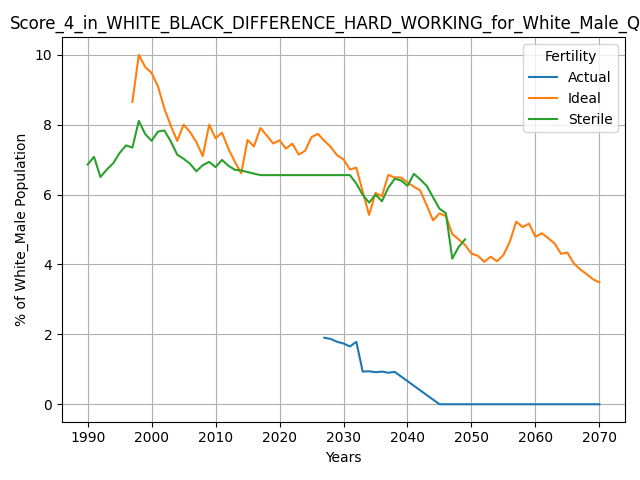 Score_4_in_WHITE_BLACK_DIFFERENCE_HARD_WORKING_for_White_Male_Q
Fertility
Actual
Ideal
Sterile
% of White_Male Population
10
8
6
4
2
0
1990 2000 2010 2020 2030 2040 2050 2060 2070
Years